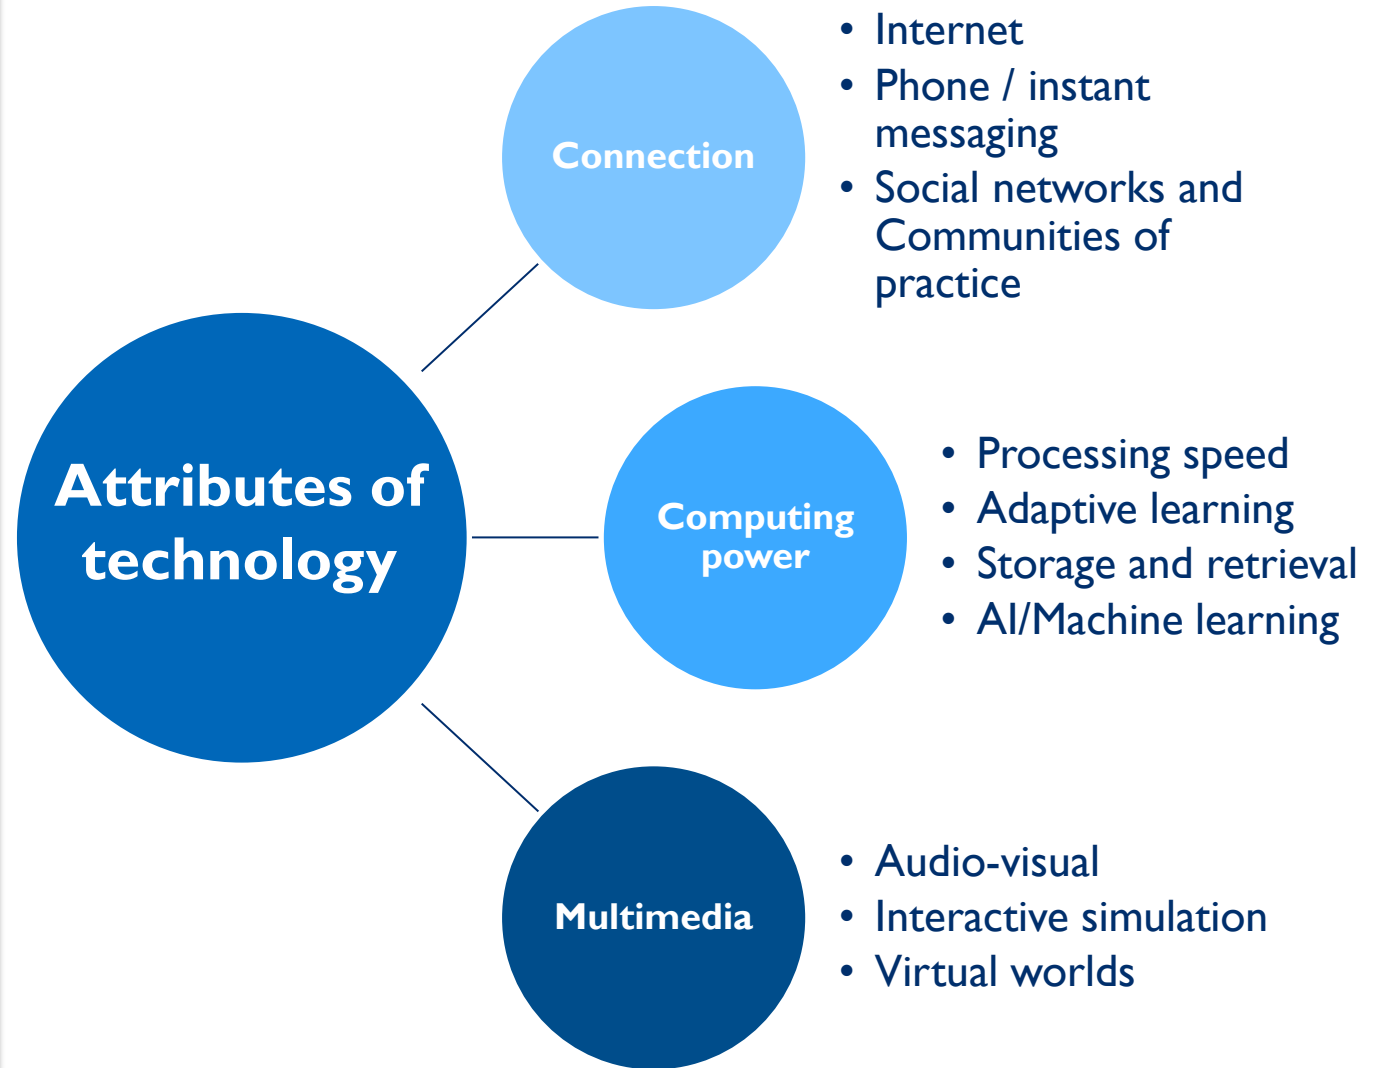 Attributes of
technology
Connection
• Internet
• Phone / instant
messaging
• Social networks and
Communities of
practice
Computing
power
• Processing speed
• Adaptive learning
• Storage and retrieval
• AI/Machine learning
Multimedia
• Audio-visual
• Interactive simulation
• Virtual worlds